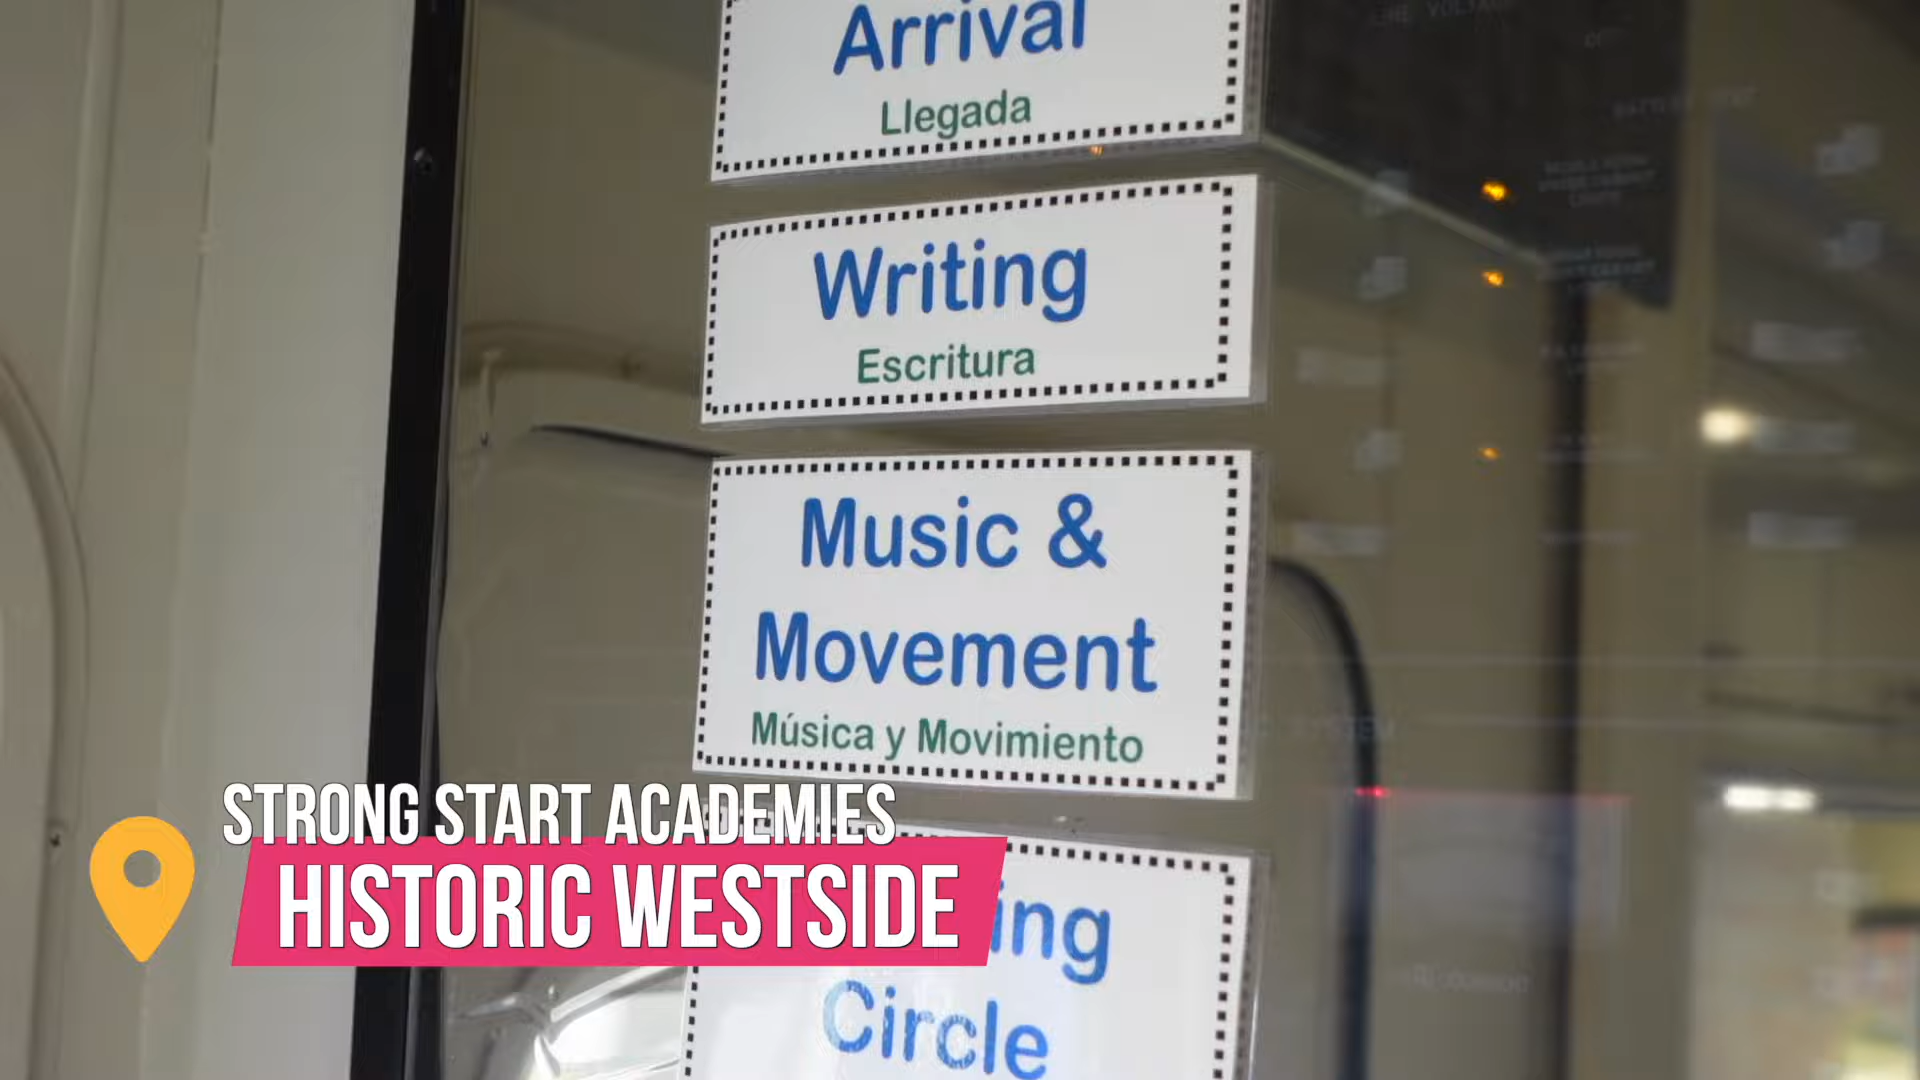 Arrival
Llegada
Writing
Escritura
Music &
Movement
Música y Movimiento
STRONG START ACADEMIES
HISTORIC WESTSIDE
Circle